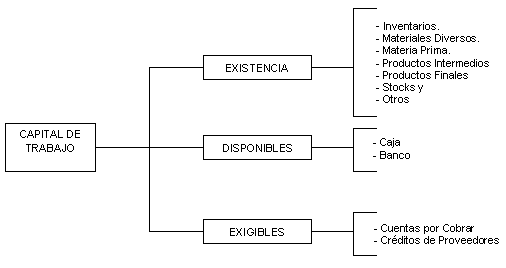 CAPITAL DE
TRABAJO
EXISTENCIA
- Inventarios.
- Materiales Diversos.
- Materia Prima.
- Productos Intermedios
- Productos Finales
- Stocks y
- Otros
DISPONIBLES
- Caja
- Banco
EXIGIBLES
- Cuentas por Cobrar
- Créditos de Proveedores